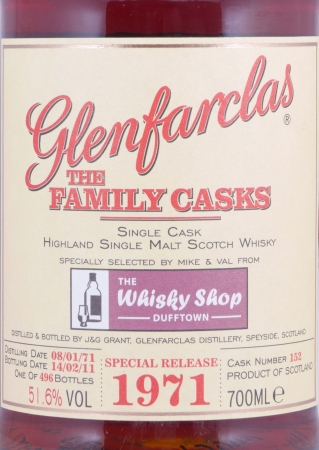 Glenfarclas®
THE
FAMILY CASKS
SINGLE CASK
HIGHLAND SINGLE MALT SCOTCH WHISKY
SPECIALLY SELECTED BY MIKE & VAL FROM
THE
Whisky Shop
DUFFTOWN
DISTILLED & BOTTLED BY J&G GRANT, GLENFARCLAS DISTILLERY, SPEYSIDE, SCOTLAND
DISTILLING DATE 08/01/71
BOTTLING DATE 14/02/11
ONE OF 496 BOTTLES
51.6% VOL
SPECIAL RELEASE
1971
CASK NUMBER 152
PRODUCT OF SCOTLAND
700ML e